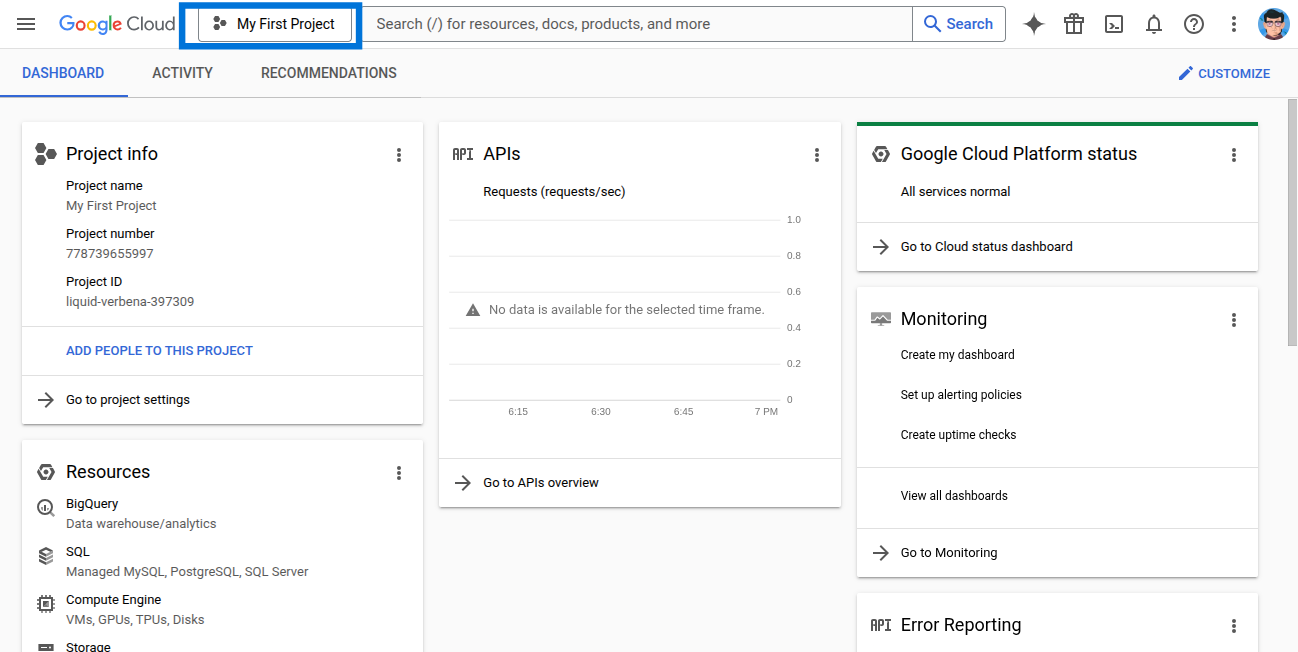 Google Cloud
My First Project
Search (/) for resources, docs, products, and more
Search
DASHBOARD
ACTIVITY
RECOMMENDATIONS
CUSTOMIZE
Project info
Project name
My First Project
Project number
778739655997
Project ID
liquid-verbena-397309
ADD PEOPLE TO THIS PROJECT
Go to project settings
Resources
BigQuery
Data warehouse/analytics
SQL
Managed MySQL, PostgreSQL, SQL Server
Compute Engine
VMs, GPUs, TPUs, Disks
Storage
API
APIs
Requests (requests/sec)
1.0
0.8
0.6
No data is available for the selected time frame.
0.4
0.2
0
6:15
6:30
6:45
7 PM
Go to APIs overview
Google Cloud Platform status
All services normal
Go to Cloud status dashboard
Monitoring
Create my dashboard
Set up alerting policies
Create uptime checks
View all dashboards
Go to Monitoring
API
Error Reporting